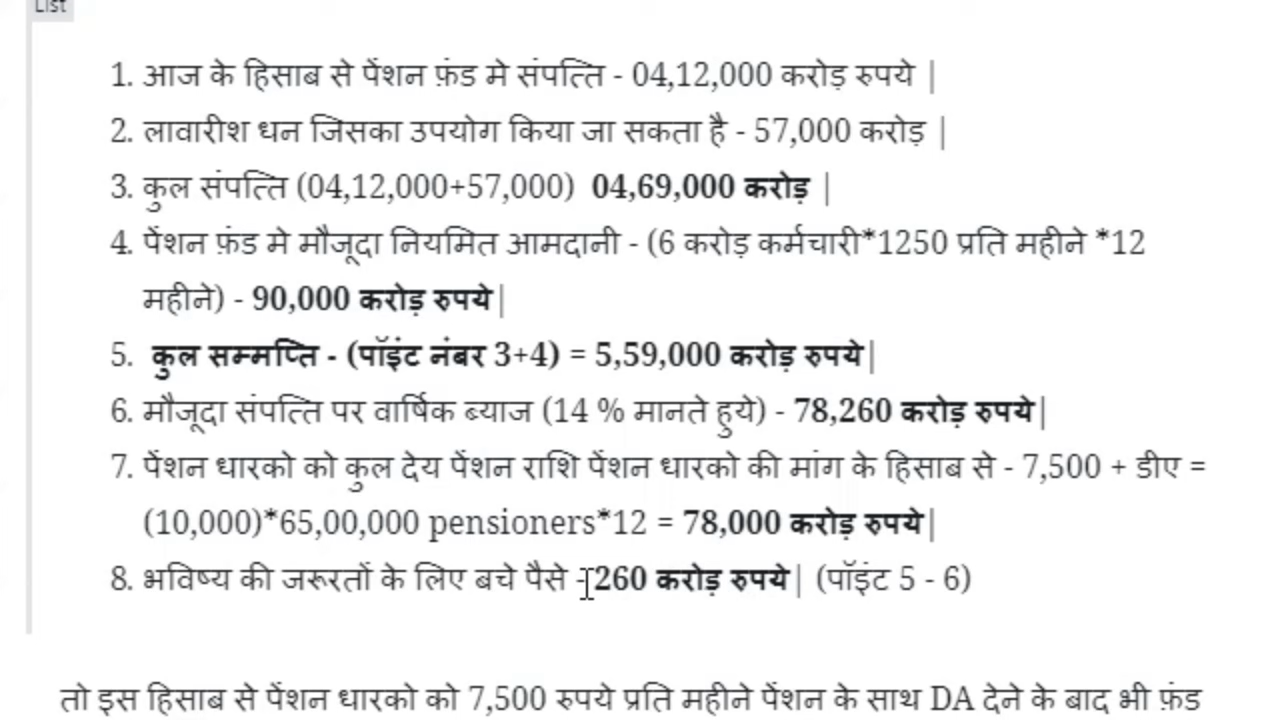 List
1. आज के हिसाब से पेंशन फ़ंड मे संपत्ति - 04,12,000 करोड़ रुपये |
2. लावारीश धन जिसका उपयोग किया जा सकता है - 57,000 करोड़ |
3. कुल संपत्ति (04,12,000+57,000) 04,69,000 करोड़ |
4. पेंशन फ़ंड मे मौजूदा नियमित आमदानी - (6 करोड़ कर्मचारी*1250 प्रति महीने *12
महीने) - 90,000 करोड़ रुपये|
5. कुल सम्मप्ति - (पॉइंट नंबर 3+4) = 5,59,000 करोड़ रुपये|
6. मौजूदा संपत्ति पर वार्षिक ब्याज (14 % मानते हुये) - 78,260 करोड़ रुपये|
7. पेंशन धारको को कुल देय पेंशन राशि पेंशन धारको की मांग के हिसाब से - 7,500 + डीए =
(10,000)*65,00,000 pensioners*12 = 78,000 करोड़ रुपये|
8. भविष्य की जरूरतों के लिए बचे पैसे - 260 करोड़ रुपये| (पॉइंट 5 - 6)
तो इस हिसाब से पेंशन धारको को 7,500 रुपये प्रति महीने पेंशन के साथ DA देने के बाद भी फ़ंड